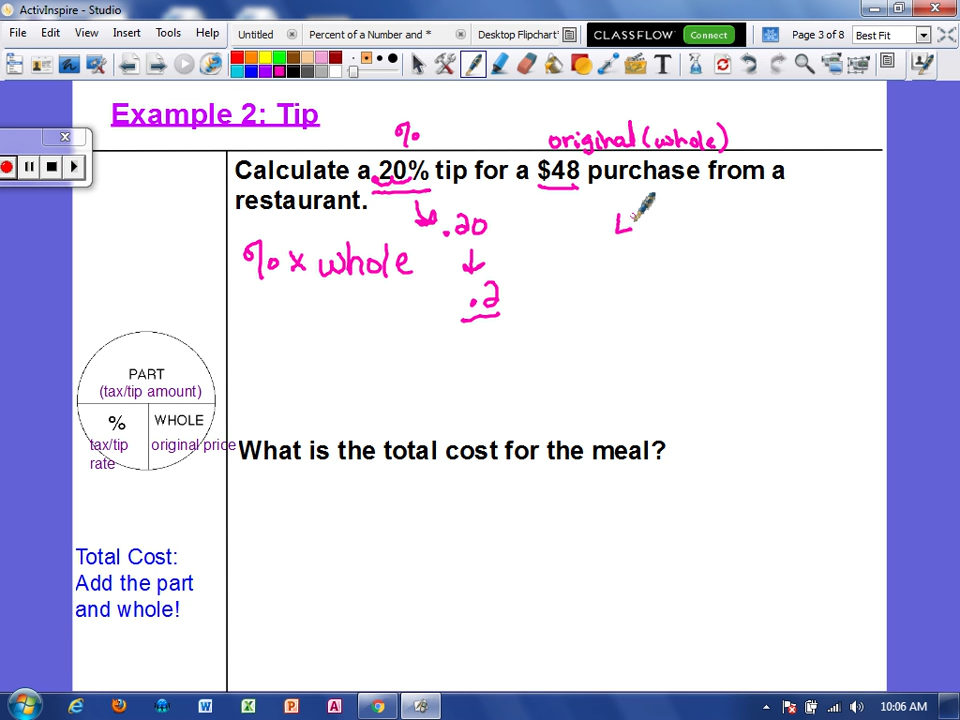 ActivInspire - Studio
File Edit View Insert Tools Help Untitled Percent of a Number and * Desktop Flipchart* CLASSFLOW Connect Page 3 of 8 Best Fit
Example 2: Tip
% original (whole)
Calculate a 20% tip for a $48 purchase from a
restaurant.
.20
% x whole
.2
PART
(tax/tip amount)
% WHOLE
tax/tip original price
rate
What is the total cost for the meal?
Total Cost:
Add the part
and whole!
10:06 AM